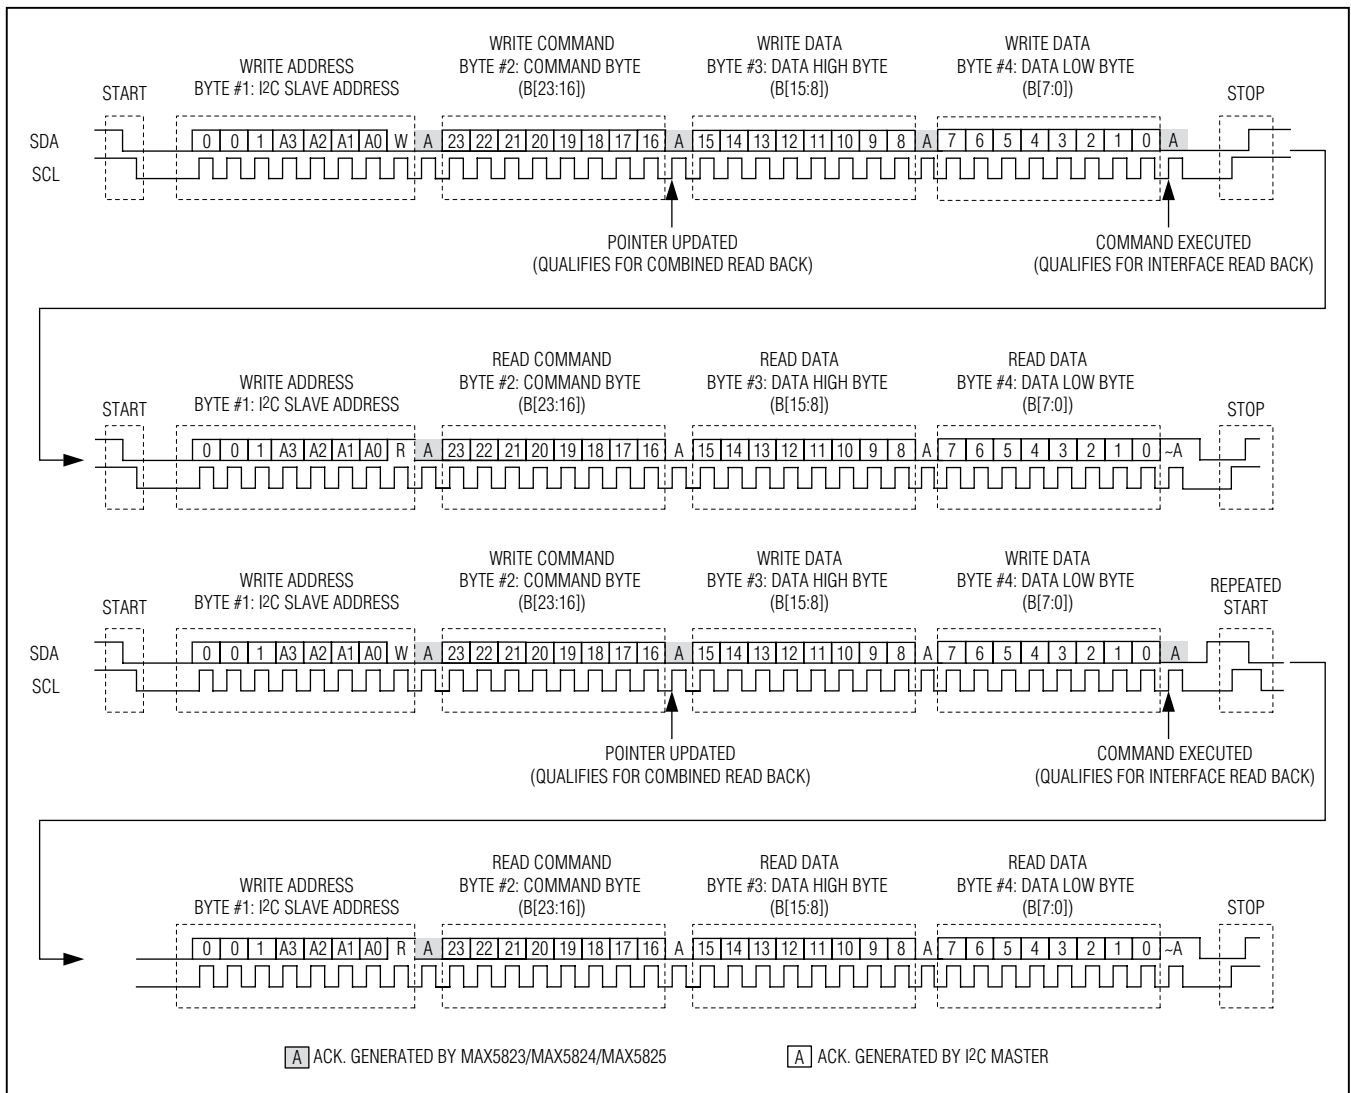 WRITE COMMAND WRITE DATA WRITE DATA
WRITE ADDRESS BYTE #2: COMMAND BYTE BYTE #3: DATA HIGH BYTE BYTE #4: DATA LOW BYTE
START BYTE #1: I2C SLAVE ADDRESS (B[23:16]) (B[15:8]) (B[7:0]) STOP
SDA 0 0 1 A3 A2 A1 A0 W A 23 22 21 20 19 18 17 16 A 15 14 13 12 11 10 9 8 A 7 6 5 4 3 2 1 0 A
SCL
POINTER UPDATED COMMAND EXECUTED
(QUALIFIES FOR COMBINED READ BACK) (QUALIFIES FOR INTERFACE READ BACK)
READ COMMAND READ DATA READ DATA
WRITE ADDRESS BYTE #2: COMMAND BYTE BYTE #3: DATA HIGH BYTE BYTE #4: DATA LOW BYTE
START BYTE #1: I2C SLAVE ADDRESS (B[23:16]) (B[15:8]) (B[7:0]) STOP
0 0 1 A3 A2 A1 A0 R A 23 22 21 20 19 18 17 16 A 15 14 13 12 11 10 9 8 A 7 6 5 4 3 2 1 0 ~A
WRITE COMMAND WRITE DATA WRITE DATA
WRITE ADDRESS BYTE #2: COMMAND BYTE BYTE #3: DATA HIGH BYTE BYTE #4: DATA LOW BYTE REPEATED
START BYTE #1: I2C SLAVE ADDRESS (B[23:16]) (B[15:8]) (B[7:0]) START
SDA 0 0 1 A3 A2 A1 A0 W A 23 22 21 20 19 18 17 16 A 15 14 13 12 11 10 9 8 A 7 6 5 4 3 2 1 0 A
SCL
POINTER UPDATED COMMAND EXECUTED
(QUALIFIES FOR COMBINED READ BACK) (QUALIFIES FOR INTERFACE READ BACK)
READ COMMAND READ DATA READ DATA
WRITE ADDRESS BYTE #2: COMMAND BYTE BYTE #3: DATA HIGH BYTE BYTE #4: DATA LOW BYTE
BYTE #1: I2C SLAVE ADDRESS (B[23:16]) (B[15:8]) (B[7:0]) STOP
0 0 1 A3 A2 A1 A0 R A 23 22 21 20 19 18 17 16 A 15 14 13 12 11 10 9 8 A 7 6 5 4 3 2 1 0 ~A
A ACK. GENERATED BY MAX5823/MAX5824/MAX5825 A ACK. GENERATED BY I2C MASTER